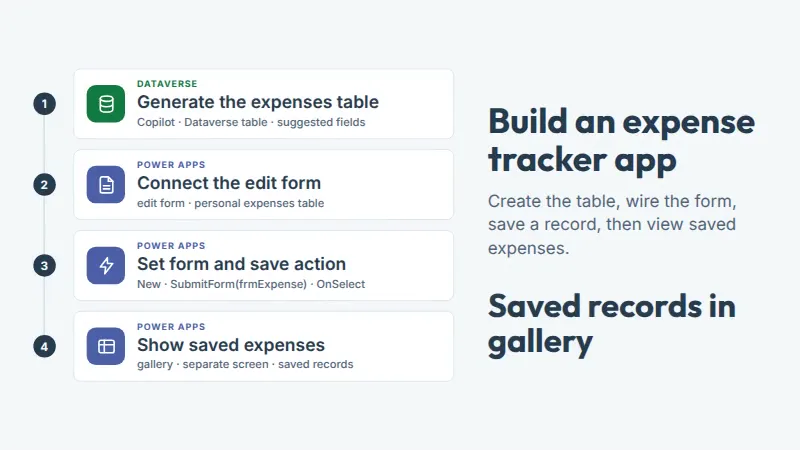 1
DATAVERSE
Generate the expenses table
Copilot · Dataverse table · suggested fields
2
POWER APPS
Connect the edit form
edit form · personal expenses table
3
POWER APPS
Set form and save action
New · SubmitForm(frmExpense) · OnSelect
4
POWER APPS
Show saved expenses
gallery · separate screen · saved records
Build an expense
tracker app
Create the table, wire the form,
save a record, then view saved
expenses.
Saved records in
gallery